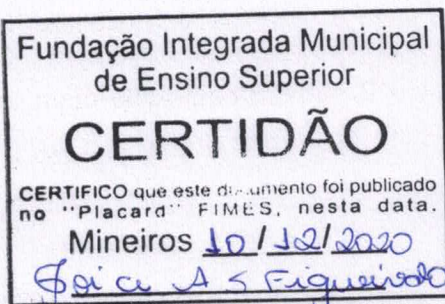 Fundação Integrada Municipal
de Ensino Superior
CERTIDÃO
CERTIFICO que este documento foi publicado
no "Placard" FIMES, nesta data.
Mineiros 10/12/2020
A S Figueiredo